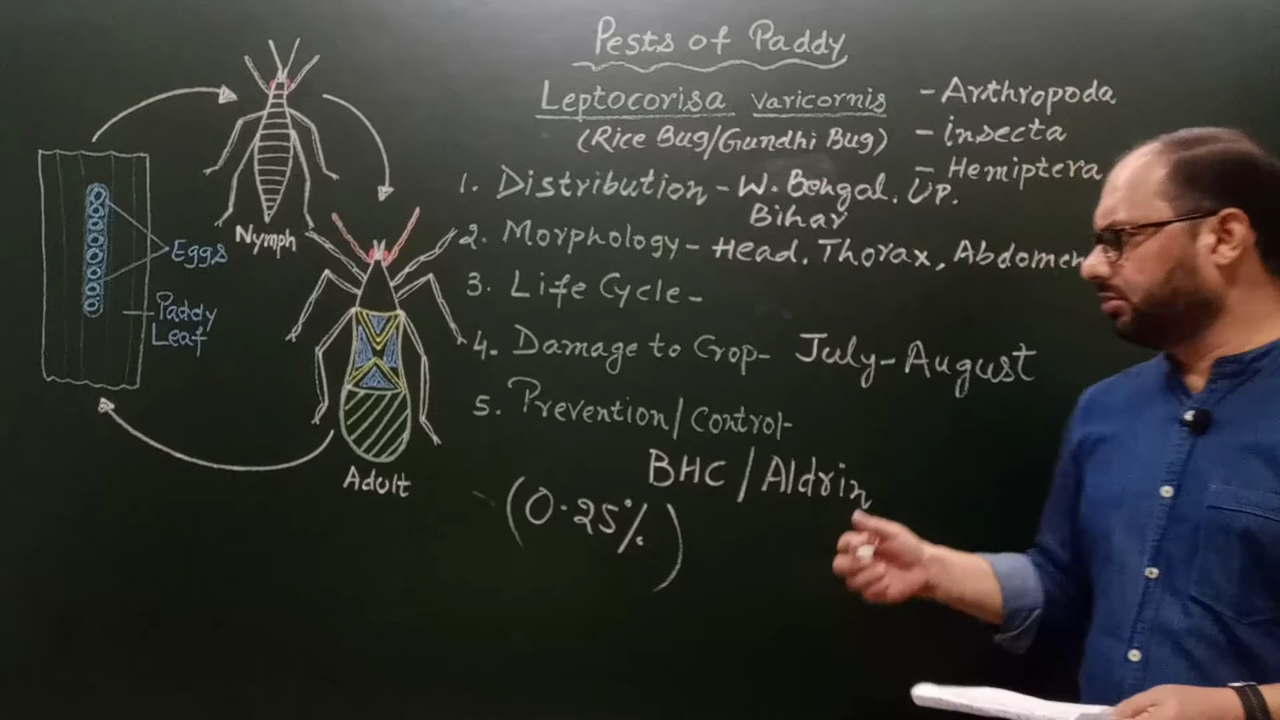 Pests of Paddy
Leptocorisa varicornis - Arthropoda
(Rice Bug/Gundhi Bug) - insecta
- Hemiptera
1. Distribution - W. Bengal. UP.
Bihar
2. Morphology - Head. Thorax, Abdomen
3. Life Cycle -
4. Damage to Crop - July - August
5. Prevention/Control -
BHC / Aldrin
(0.25%)
Nymph
Eggs
Paddy
Leaf
Adult